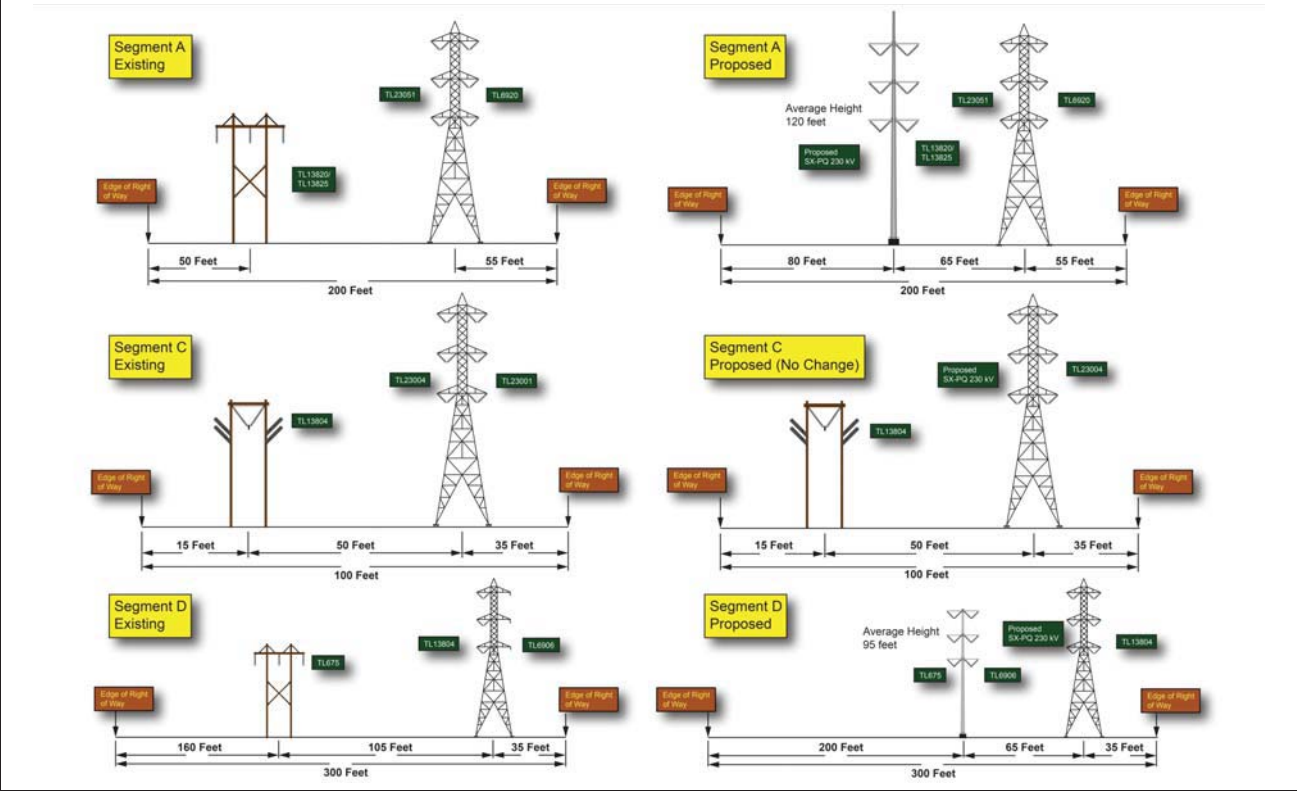 Segment A
Existing
TL23051
TL6920
TL13820/
TL13825
Edge of Right
of Way
Edge of Right
of Way
50 Feet
55 Feet
200 Feet
Segment A
Proposed
Average Height
120 feet
TL23051
TL6920
Proposed
SX-PQ 230 kV
TL13820/
TL13825
Edge of Right
of Way
Edge of Right
of Way
80 Feet
65 Feet
55 Feet
200 Feet
Segment C
Existing
TL23004
TL23001
TL13804
Edge of Right
of Way
Edge of Right
of Way
15 Feet
50 Feet
35 Feet
100 Feet
Segment C
Proposed (No Change)
Proposed
SX-PQ 230 kV
TL23004
TL13804
Edge of Right
of Way
Edge of Right
of Way
15 Feet
50 Feet
35 Feet
100 Feet
Segment D
Existing
TL13804
TL6906
TL675
Edge of Right
of Way
Edge of Right
of Way
160 Feet
105 Feet
35 Feet
300 Feet
Segment D
Proposed
Average Height
95 feet
Proposed
SX-PQ 230 kV
TL13804
TL675
TL6906
Edge of Right
of Way
Edge of Right
of Way
200 Feet
65 Feet
35 Feet
300 Feet